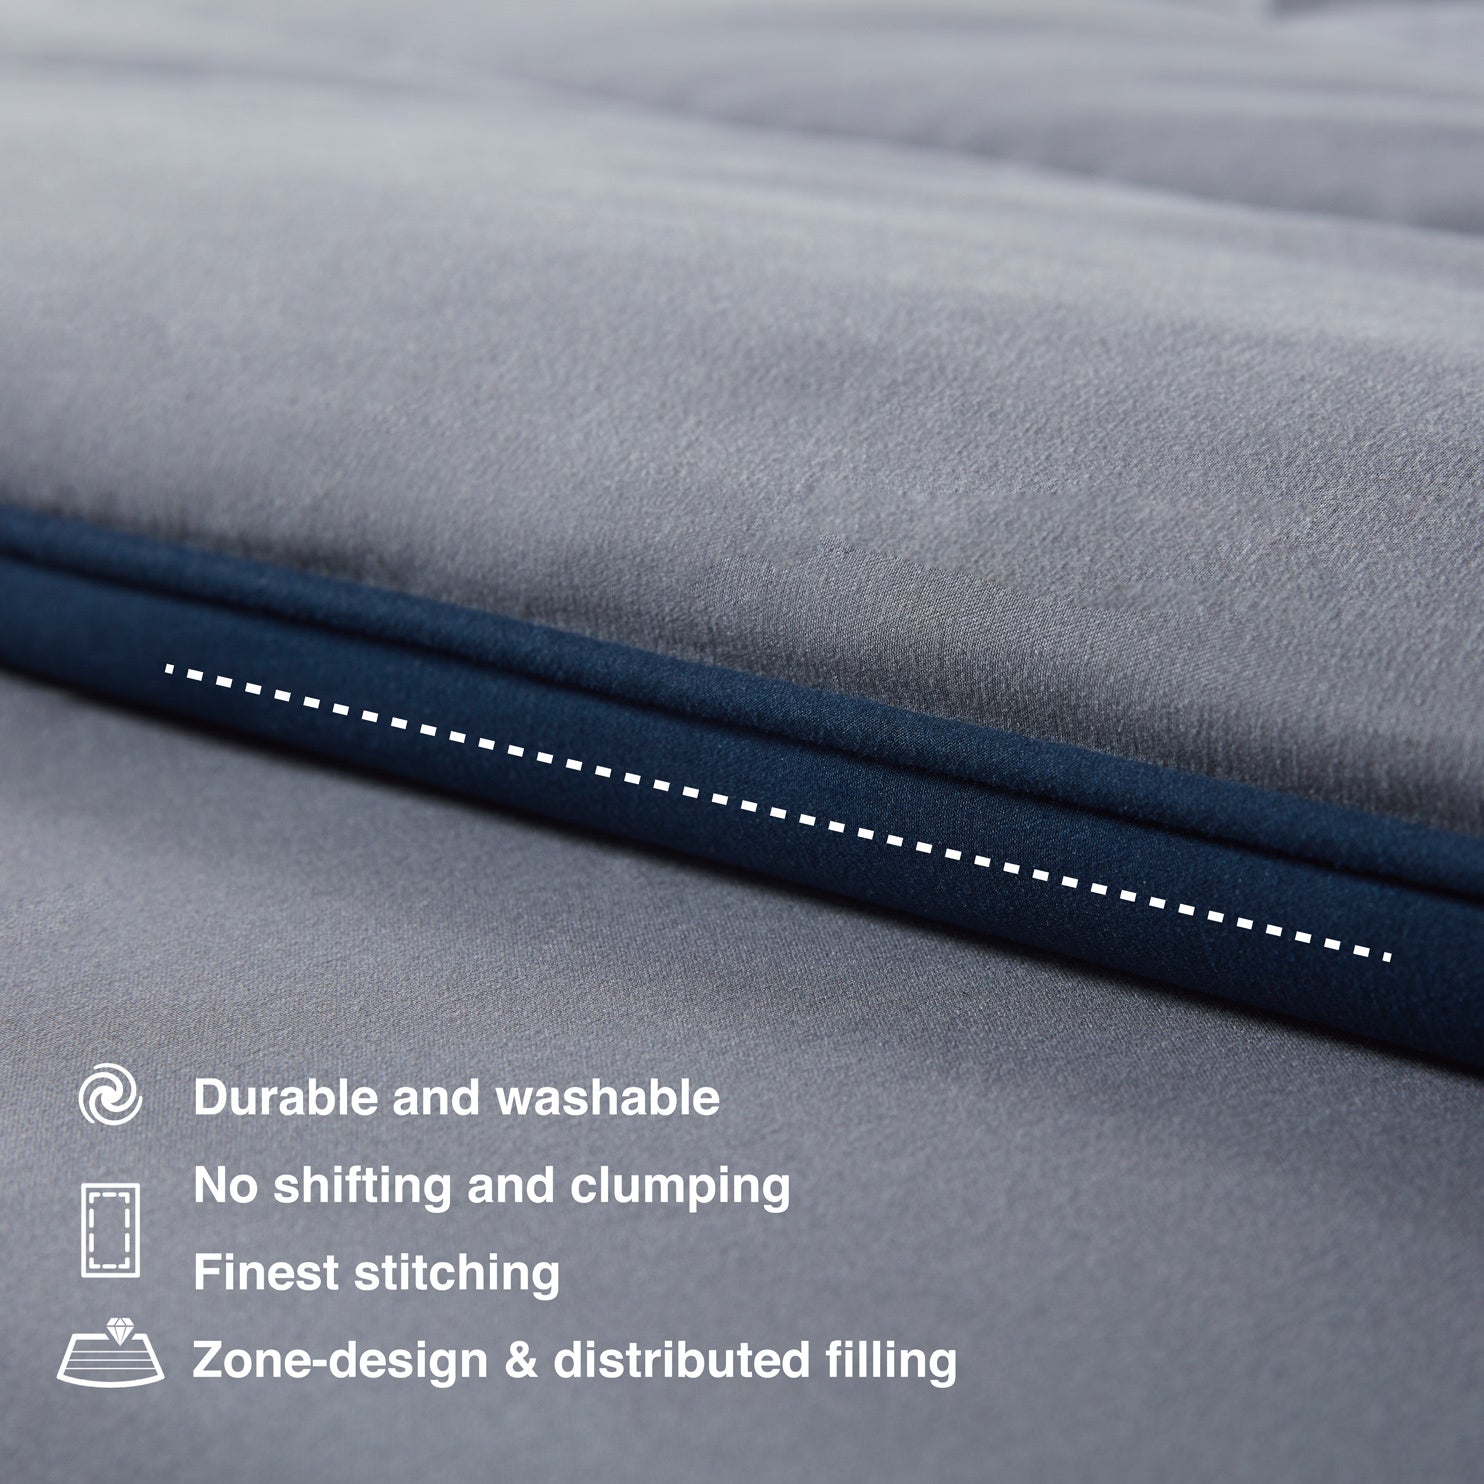 Durable and washable
No shifting and clumping
Finest stitching
Zone-design & distributed filling